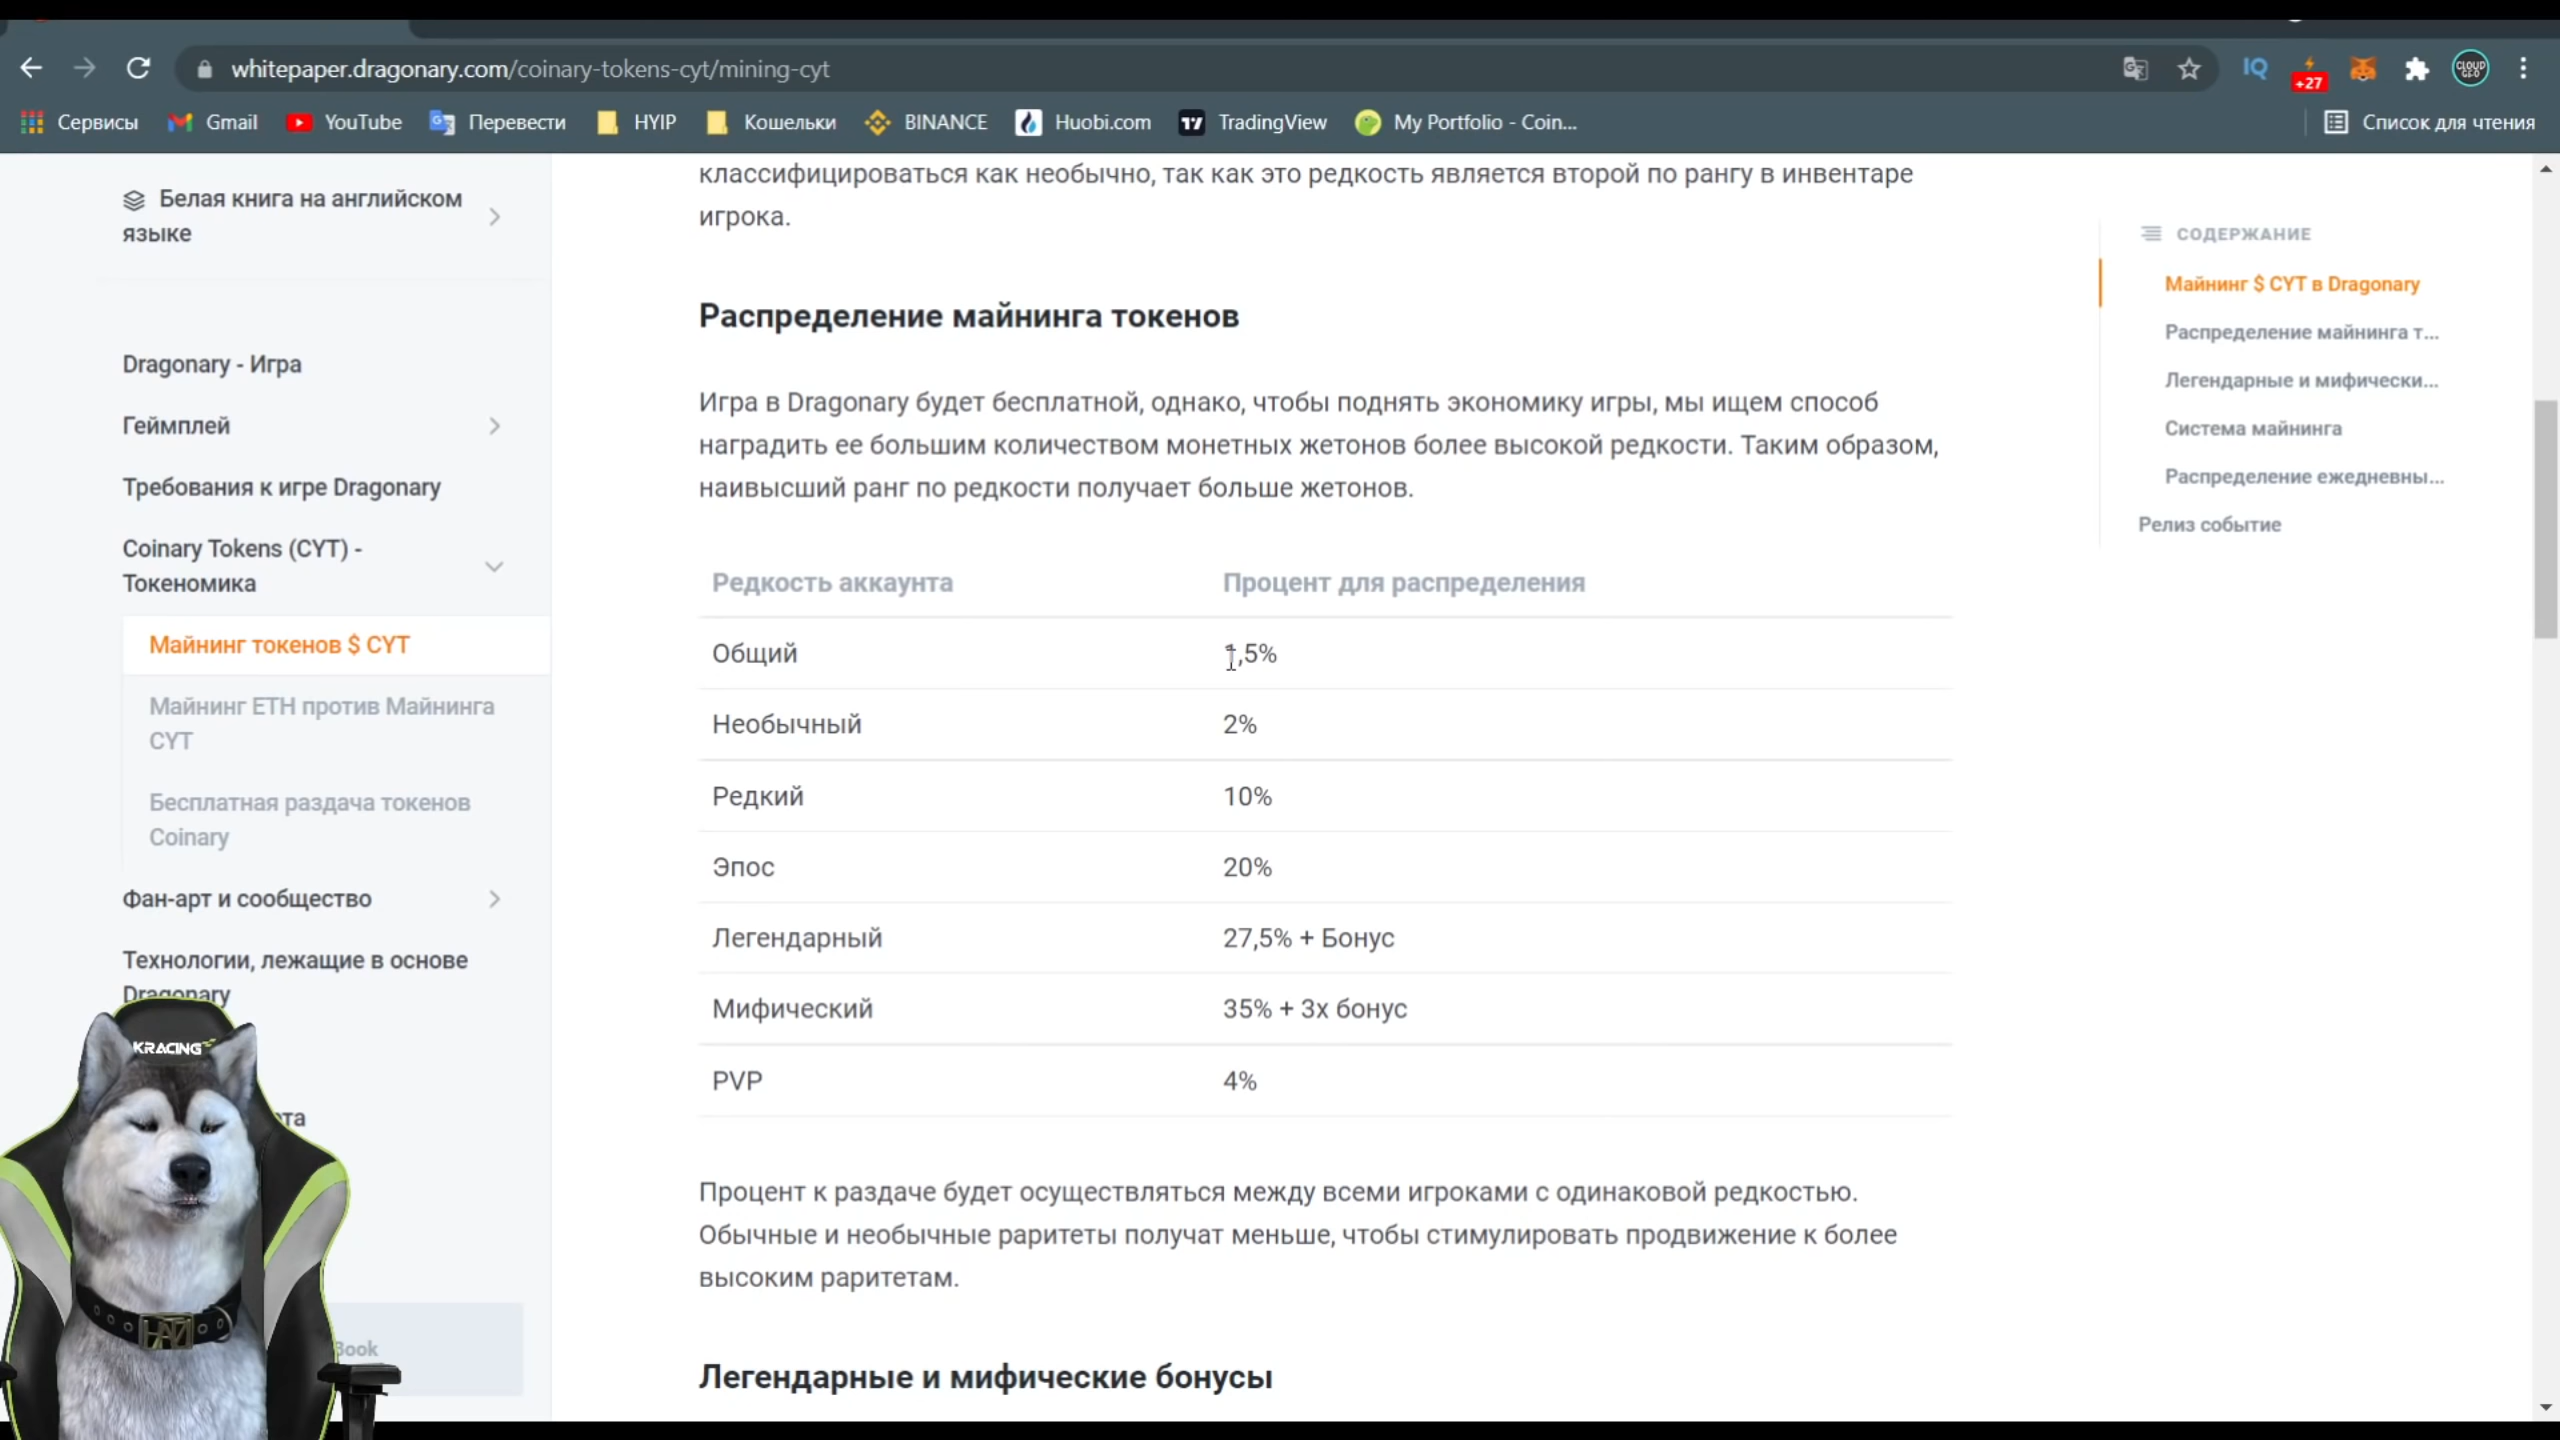 whitepaper.dragonary.com/coinary-tokens-cyt/mining-cyt
IQ
+27
CLOUD
GEO
Сервисы
Gmail
YouTube
Перевести
HYIP
Кошельки
BINANCE
Huobi.com
TradingView
My Portfolio - Coin...
Список для чтения
Белая книга на английском
языке
Dragonary - Игра
Геймплей
Требования к игре Dragonary
Coinary Tokens (CYT) -
Токеномика
Майнинг токенов $ CYT
Майнинг ETH против Майнинга
CYT
Бесплатная раздача токенов
Coinary
Фан-арт и сообщество
Технологии, лежащие в основе
Dragonary
KRACING
Book
классифицироваться как необычно, так как это редкость является второй по рангу в инвентаре
игрока.
Распределение майнинга токенов
Игра в Dragonary будет бесплатной, однако, чтобы поднять экономику игры, мы ищем способ
наградить ее большим количеством монетных жетонов более высокой редкости. Таким образом,
наивысший ранг по редкости получает больше жетонов.
Редкость аккаунта Процент для распределения
Общий 1,5%
Необычный 2%
Редкий 10%
Эпос 20%
Легендарный 27,5% + Бонус
Мифический 35% + 3x бонус
PVP 4%
Процент к раздаче будет осуществляться между всеми игроками с одинаковой редкостью.
Обычные и необычные раритеты получат меньше, чтобы стимулировать продвижение к более
высоким раритетам.
Легендарные и мифические бонусы
СОДЕРЖАНИЕ
Майнинг $ CYT в Dragonary
Распределение майнинга т...
Легендарные и мифически...
Система майнинга
Распределение ежедневны...
Релиз событие